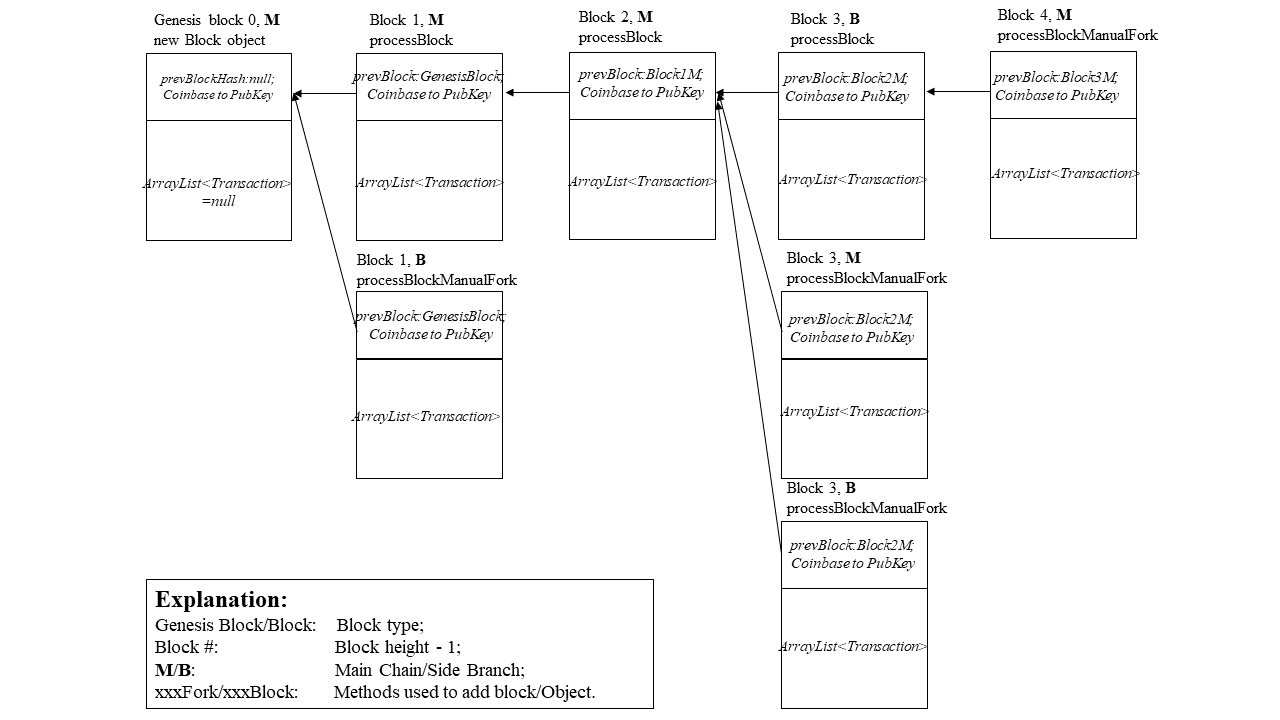 Genesis block 0, M
new Block object
prevBlockHash:null;
Coinbase to PubKey
ArrayList<Transaction>
=null
Block 1, M
processBlock
prevBlock:GenesisBlock;
Coinbase to PubKey
ArrayList<Transaction>
Block 2, M
processBlock
prevBlock:Block1M;
Coinbase to PubKey
ArrayList<Transaction>
Block 3, B
processBlock
prevBlock:Block2M;
Coinbase to PubKey
ArrayList<Transaction>
Block 4, M
processBlockManualFork
prevBlock:Block3M;
Coinbase to PubKey
ArrayList<Transaction>
Block 1, B
processBlockManualFork
prevBlock:GenesisBlock;
Coinbase to PubKey
ArrayList<Transaction>
Block 3, M
processBlockManualFork
prevBlock:Block2M;
Coinbase to PubKey
ArrayList<Transaction>
Block 3, B
processBlockManualFork
prevBlock:Block2M;
Coinbase to PubKey
ArrayList<Transaction>
Explanation:
Genesis Block/Block: Block type;
Block #: Block height - 1;
M/B: Main Chain/Side Branch;
xxxFork/xxxBlock: Methods used to add block/Object.